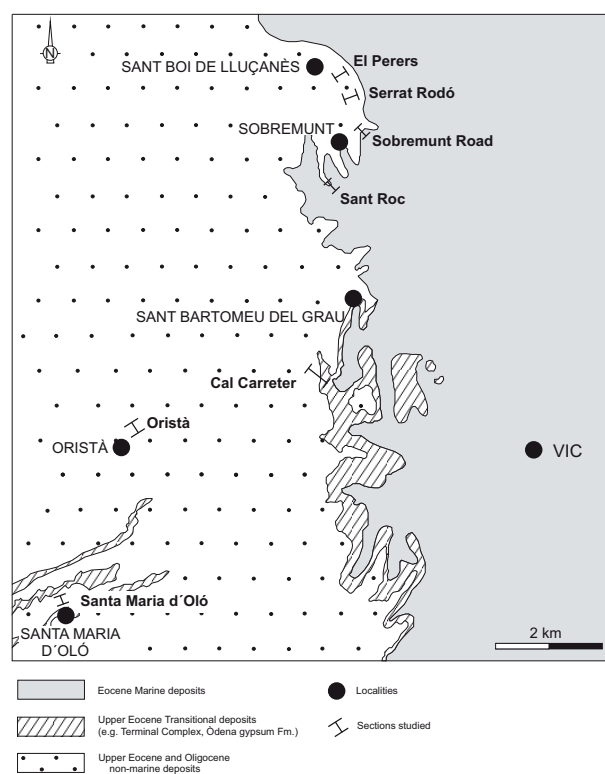 N
El Perers
SANT BOI DE LLUÇANÈS
Serrat Rodó
SOBREMUNT
Sobremunt Road
Sant Roc
SANT BARTOMEU DEL GRAU
Cal Carreter
Oristà
ORISTÀ
VIC
Santa Maria d´Oló
SANTA MARIA
D´OLÓ
2 km
Eocene Marine deposits
Localities
Upper Eocene Transitional deposits
(e.g. Terminal Complex, Òdena gypsum Fm.)
Sections studied
Upper Eocene and Oligocene
non-marine deposits